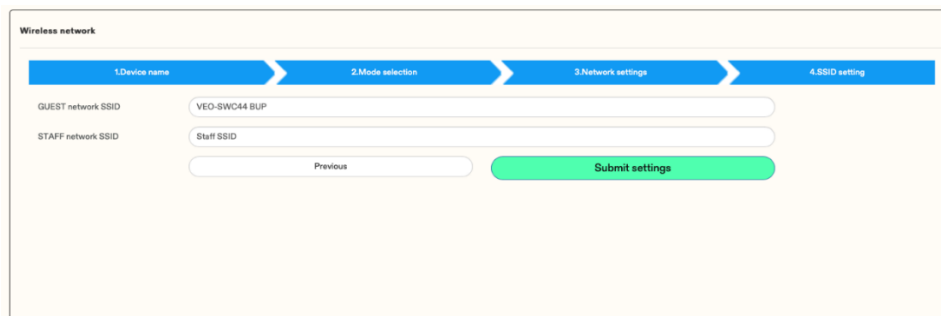 Wireless network
1.Device name
2.Mode selection
3.Network settings
4.SSID setting
GUEST network SSID
VEO-SWC44 BUP
STAFF network SSID
Staff SSID
Previous
Submit settings